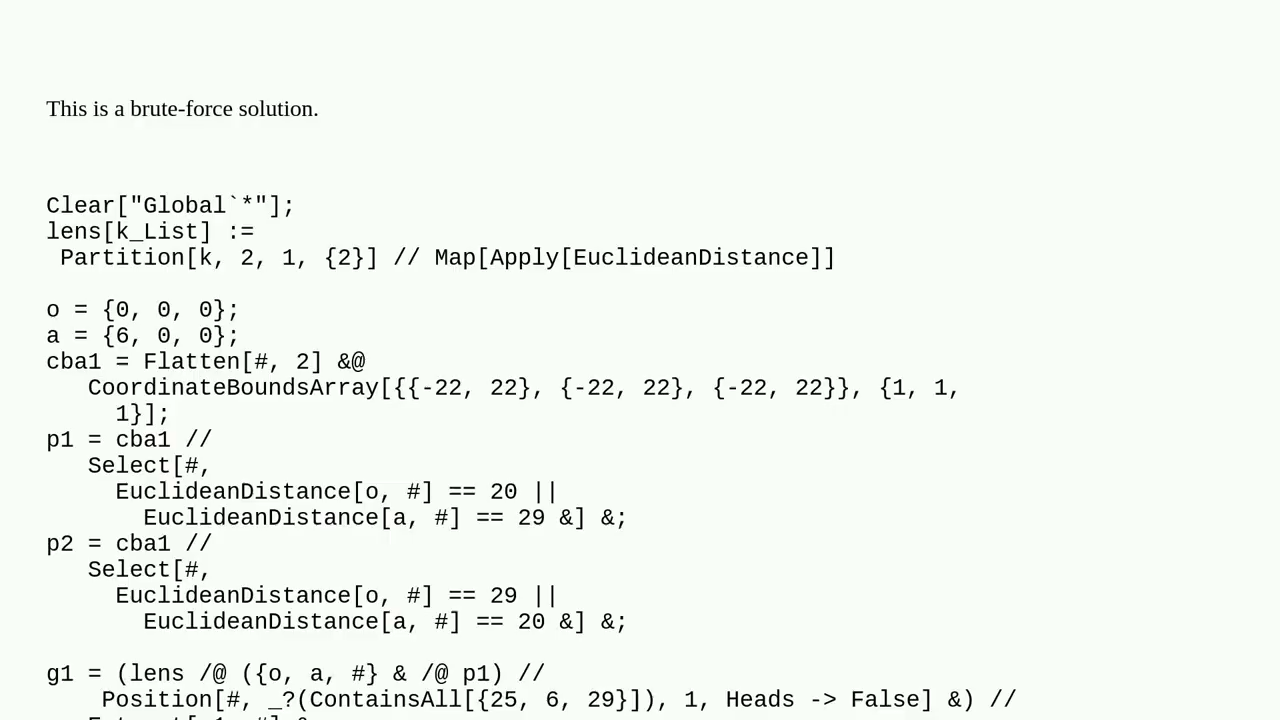 This is a brute-force solution.
Clear["Global`*"];
lens[k_List] :=
 Partition[k, 2, 1, {2}] // Map[Apply[EuclideanDistance]]
o = {0, 0, 0};
a = {6, 0, 0};
cba1 = Flatten[#, 2] &@
   CoordinateBoundsArray[{{-22, 22}, {-22, 22}, {-22, 22}}, {1, 1,
     1}];
p1 = cba1 //
   Select[#,
     EuclideanDistance[o, #] == 20 ||
       EuclideanDistance[a, #] == 29 &] &;
p2 = cba1 //
   Select[#,
     EuclideanDistance[o, #] == 29 ||
       EuclideanDistance[a, #] == 20 &] &;
g1 = (lens /@ ({o, a, #} & /@ p1) //
    Position[#, _?(ContainsAll[{25, 6, 29}]), 1, Heads -> False] &) //